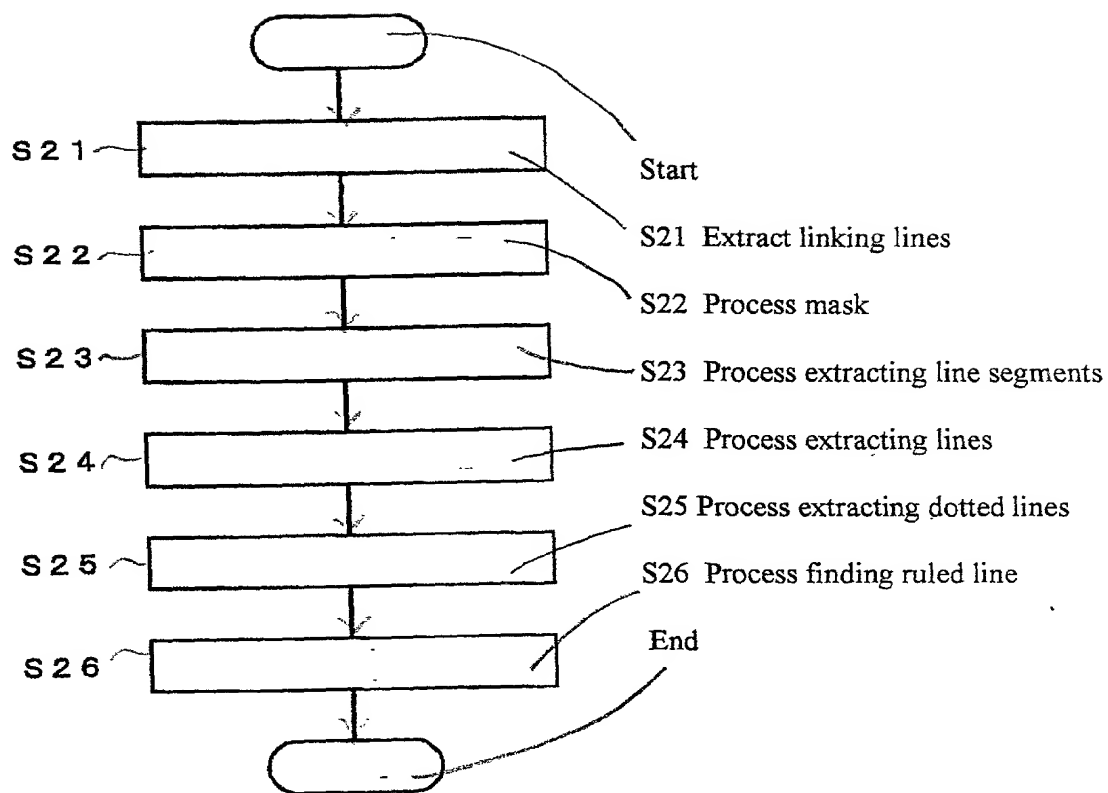 S21
S22
S23
S24
S25
S26
Start
S21 Extract linking lines
S22 Process mask
S23 Process extracting line segments
S24 Process extracting lines
S25 Process extracting dotted lines
S26 Process finding ruled line
End